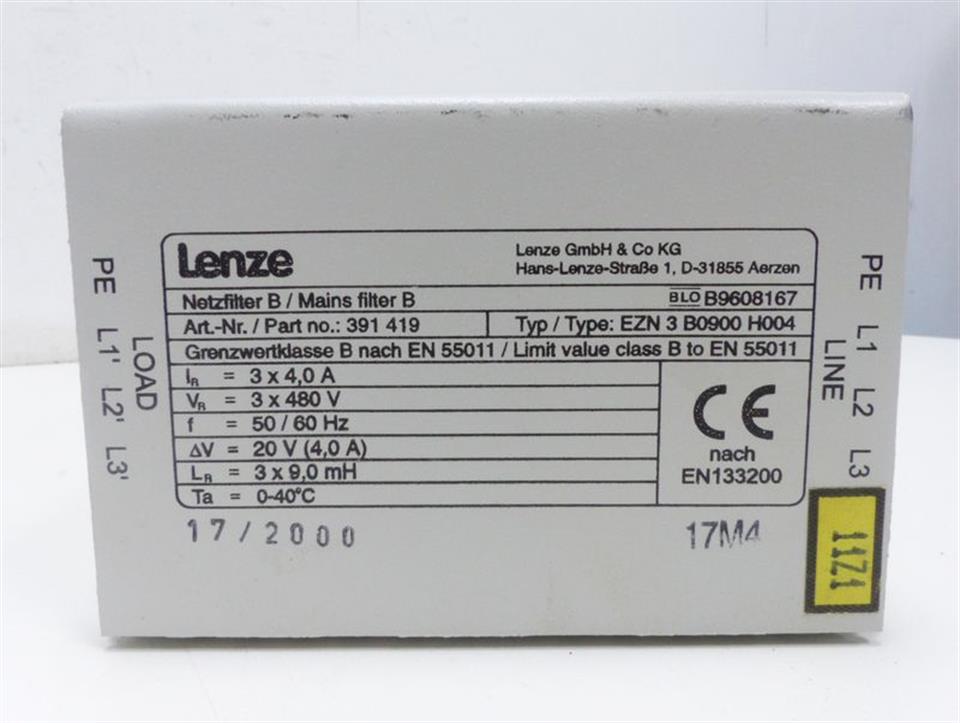 Lenze
Lenze GmbH & Co KG
Hans-Lenze-Straße 1, D-31855 Aerzen
Netzfilter B / Mains filter B
BLO B9608167
Art.-Nr. / Part no.: 391 419
Typ / Type: EZN 3 B0900 H004
Grenzwertklasse B nach EN 55011 / Limit value class B to EN 55011
IR = 3 x 4,0 A
VR = 3 x 480 V
f = 50 / 60 Hz
ΔV = 20 V (4,0 A)
LR = 3 x 9,0 mH
Ta = 0-40°C
CE
nach
EN133200
PE L1' L2' L3'
LOAD
PE L1 L2 L3
LINE
17/2000
17M4
11Z1